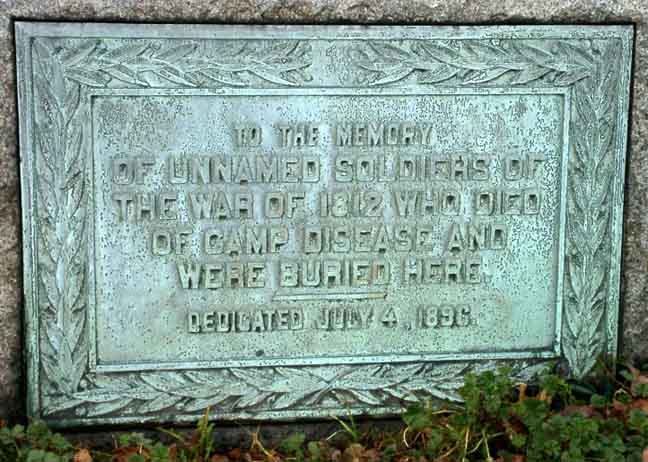 TO THE MEMORY
OF UNNAMED SOLDIERS OF
THE WAR OF 1812 WHO DIED
OF CAMP DISEASE AND
WERE BURIED HERE.
DEDICATED JULY 4, 1896.